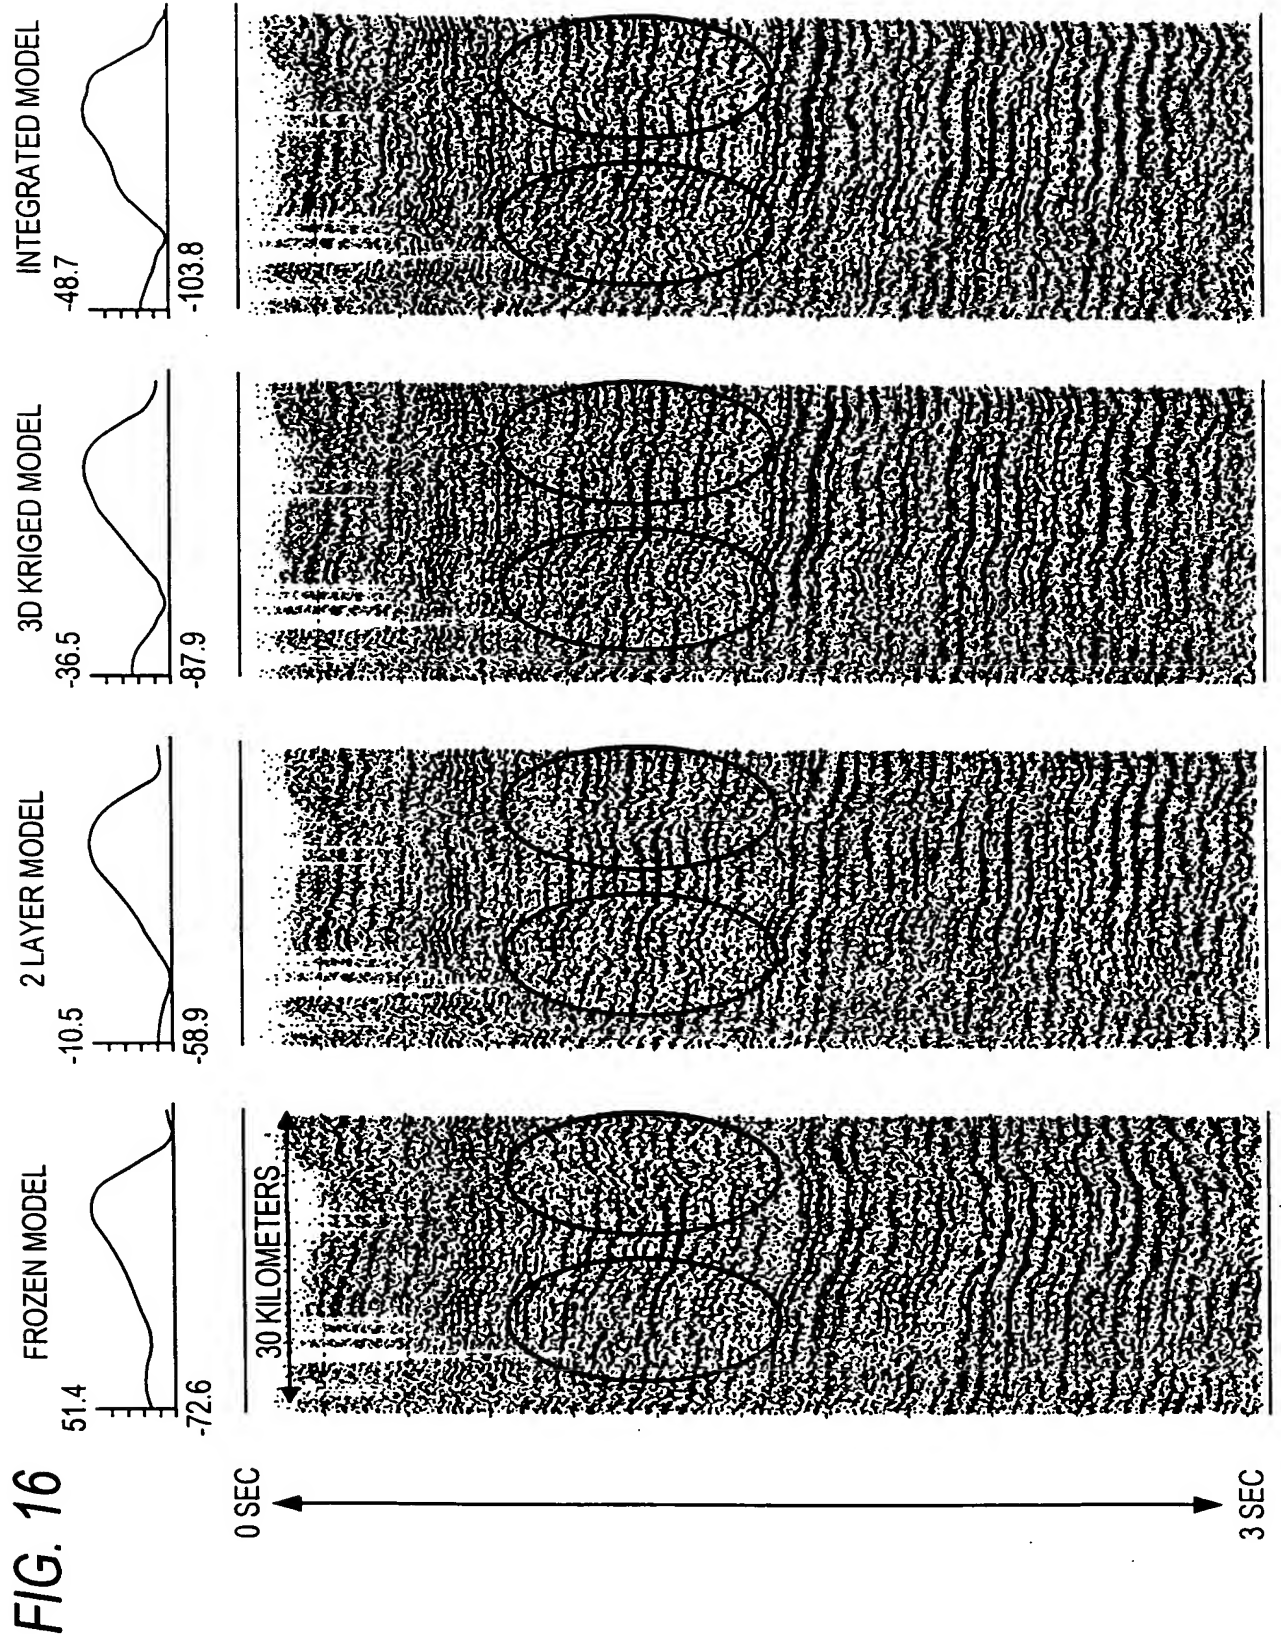 FIG. 16
FROZEN MODEL
2 LAYER MODEL
3D KRIGED MODEL
INTEGRATED MODEL
51.4
-72.6
-10.5
-58.9
-36.5
-87.9
-48.7
-103.8
0 SEC
30 KILOMETERS
3 SEC